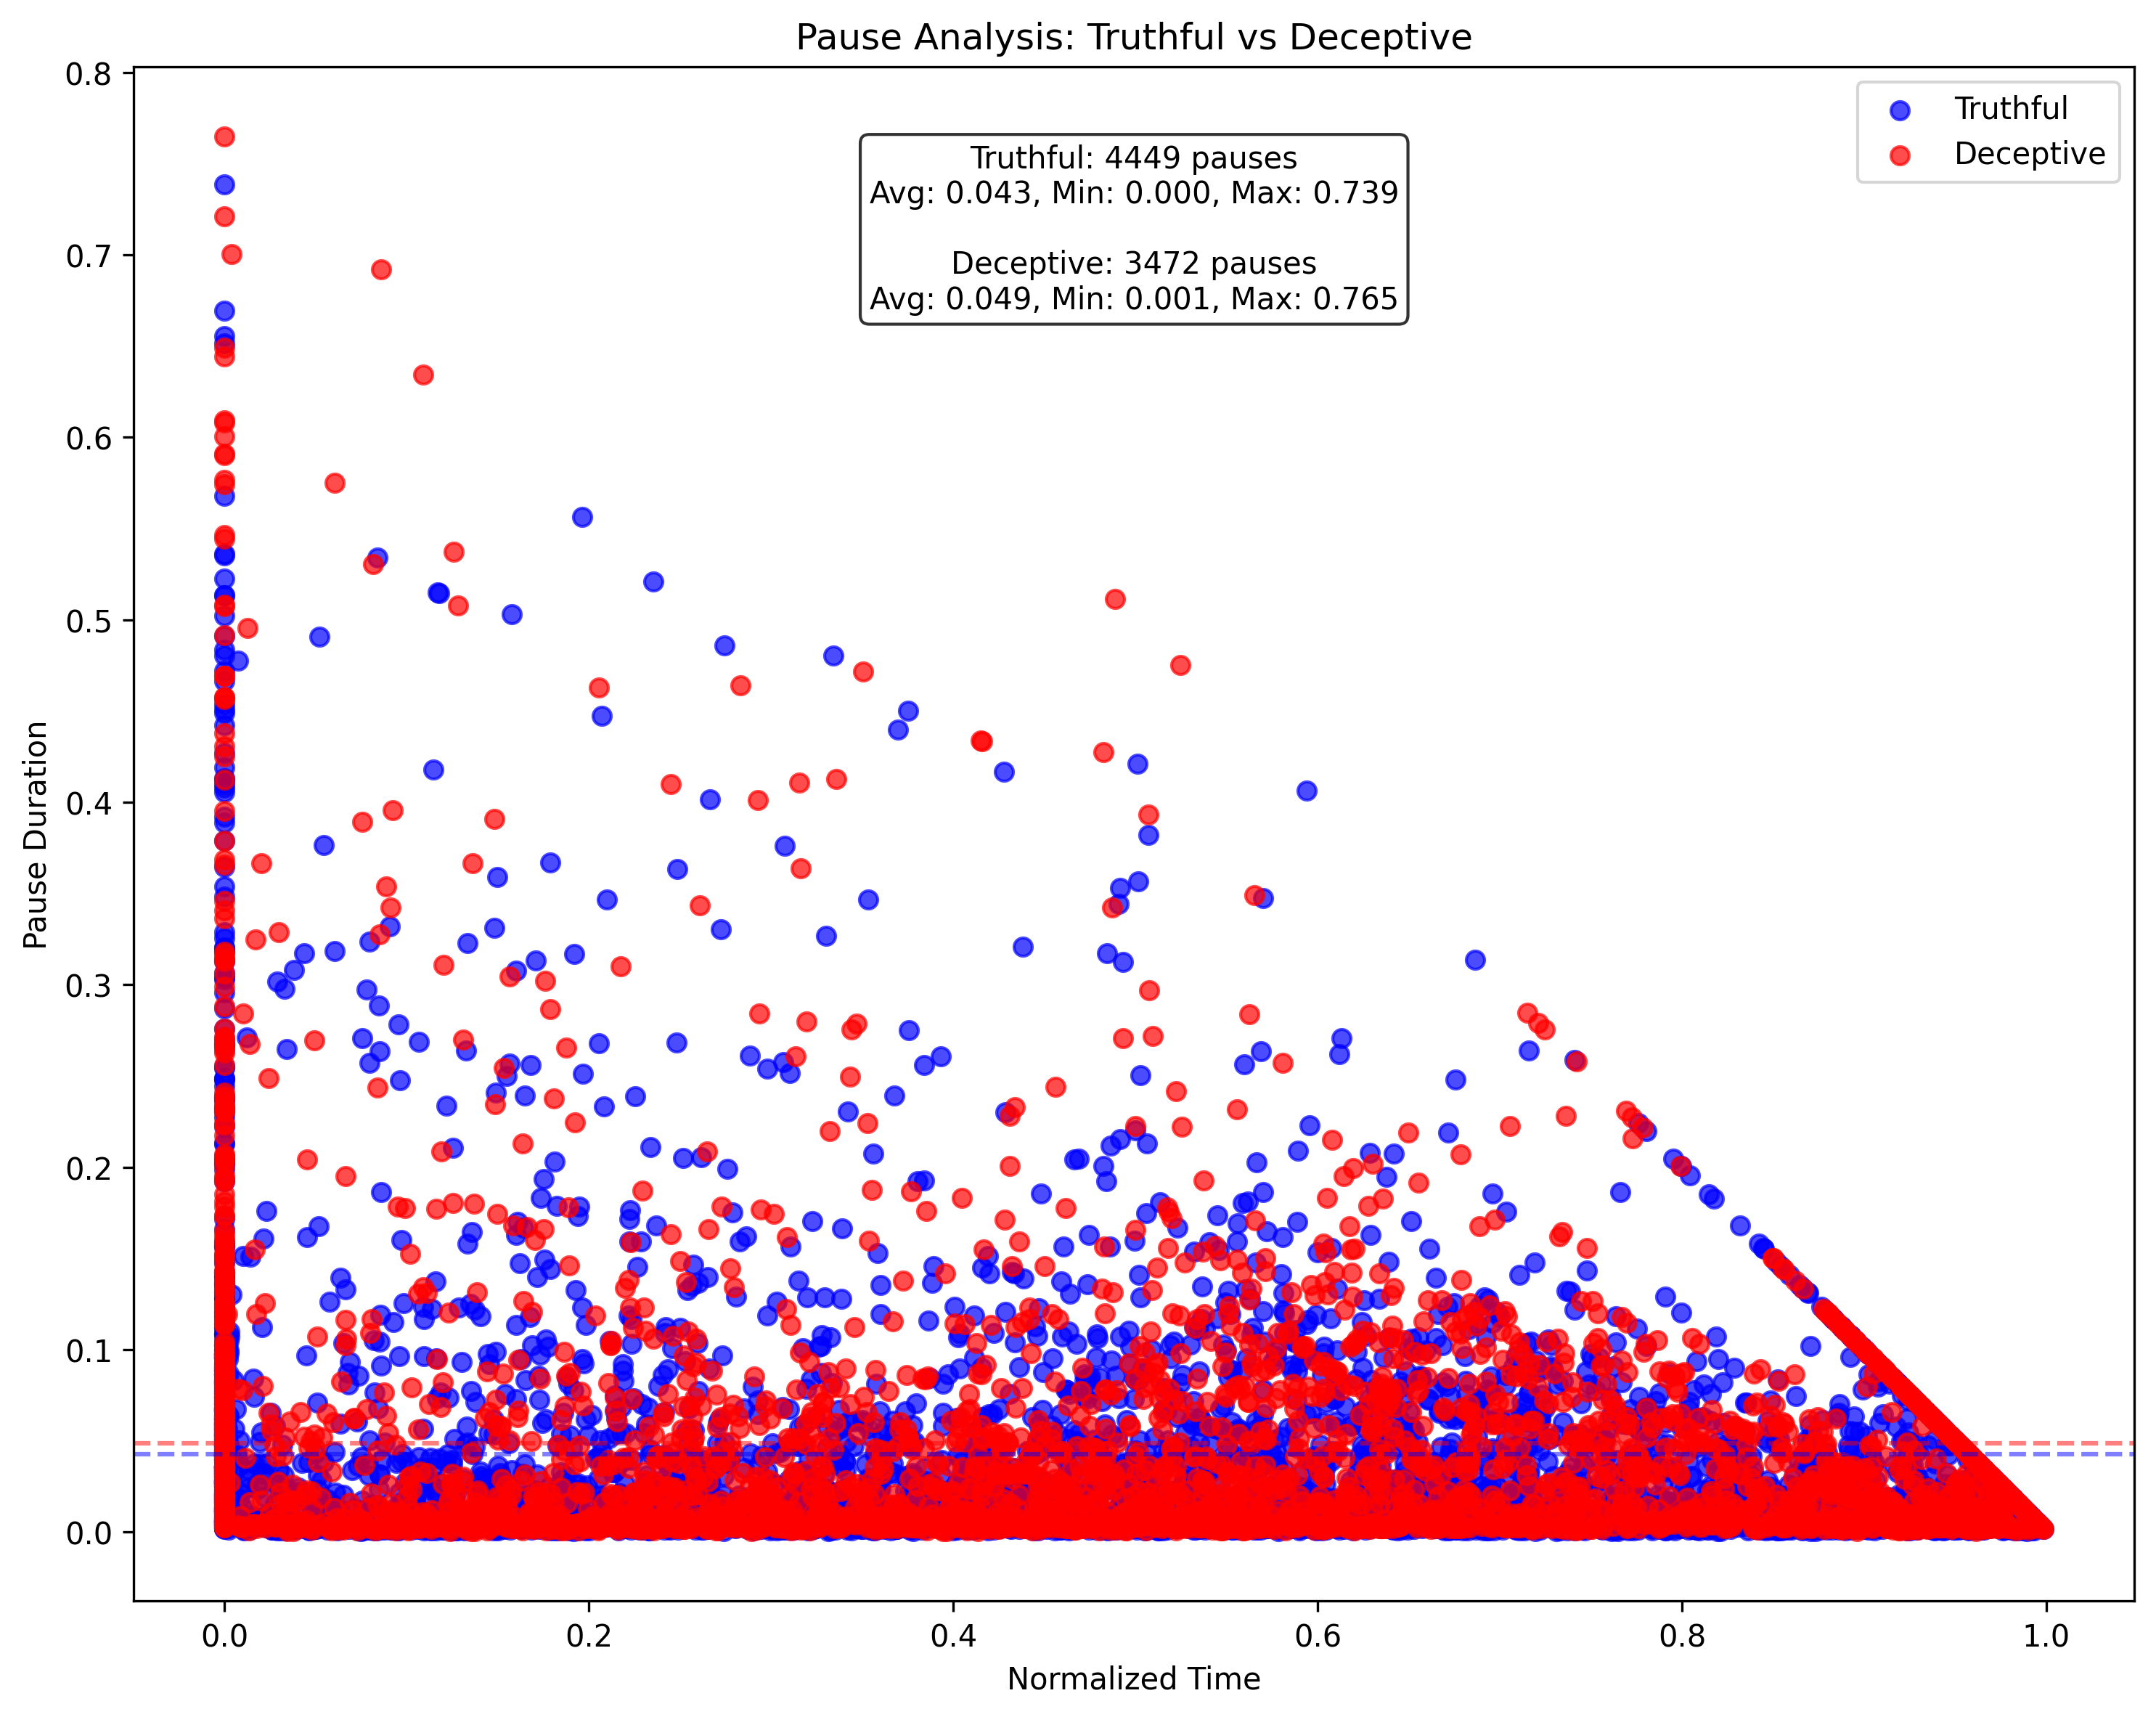 Pause Analysis: Truthful vs Deceptive
Truthful
Deceptive
Truthful: 4449 pauses
Avg: 0.043, Min: 0.000, Max: 0.739
Deceptive: 3472 pauses
Avg: 0.049, Min: 0.001, Max: 0.765
Pause Duration
0.8
0.7
0.6
0.5
0.4
0.3
0.2
0.1
0.0
0.0 0.2 0.4 0.6 0.8 1.0
Normalized Time